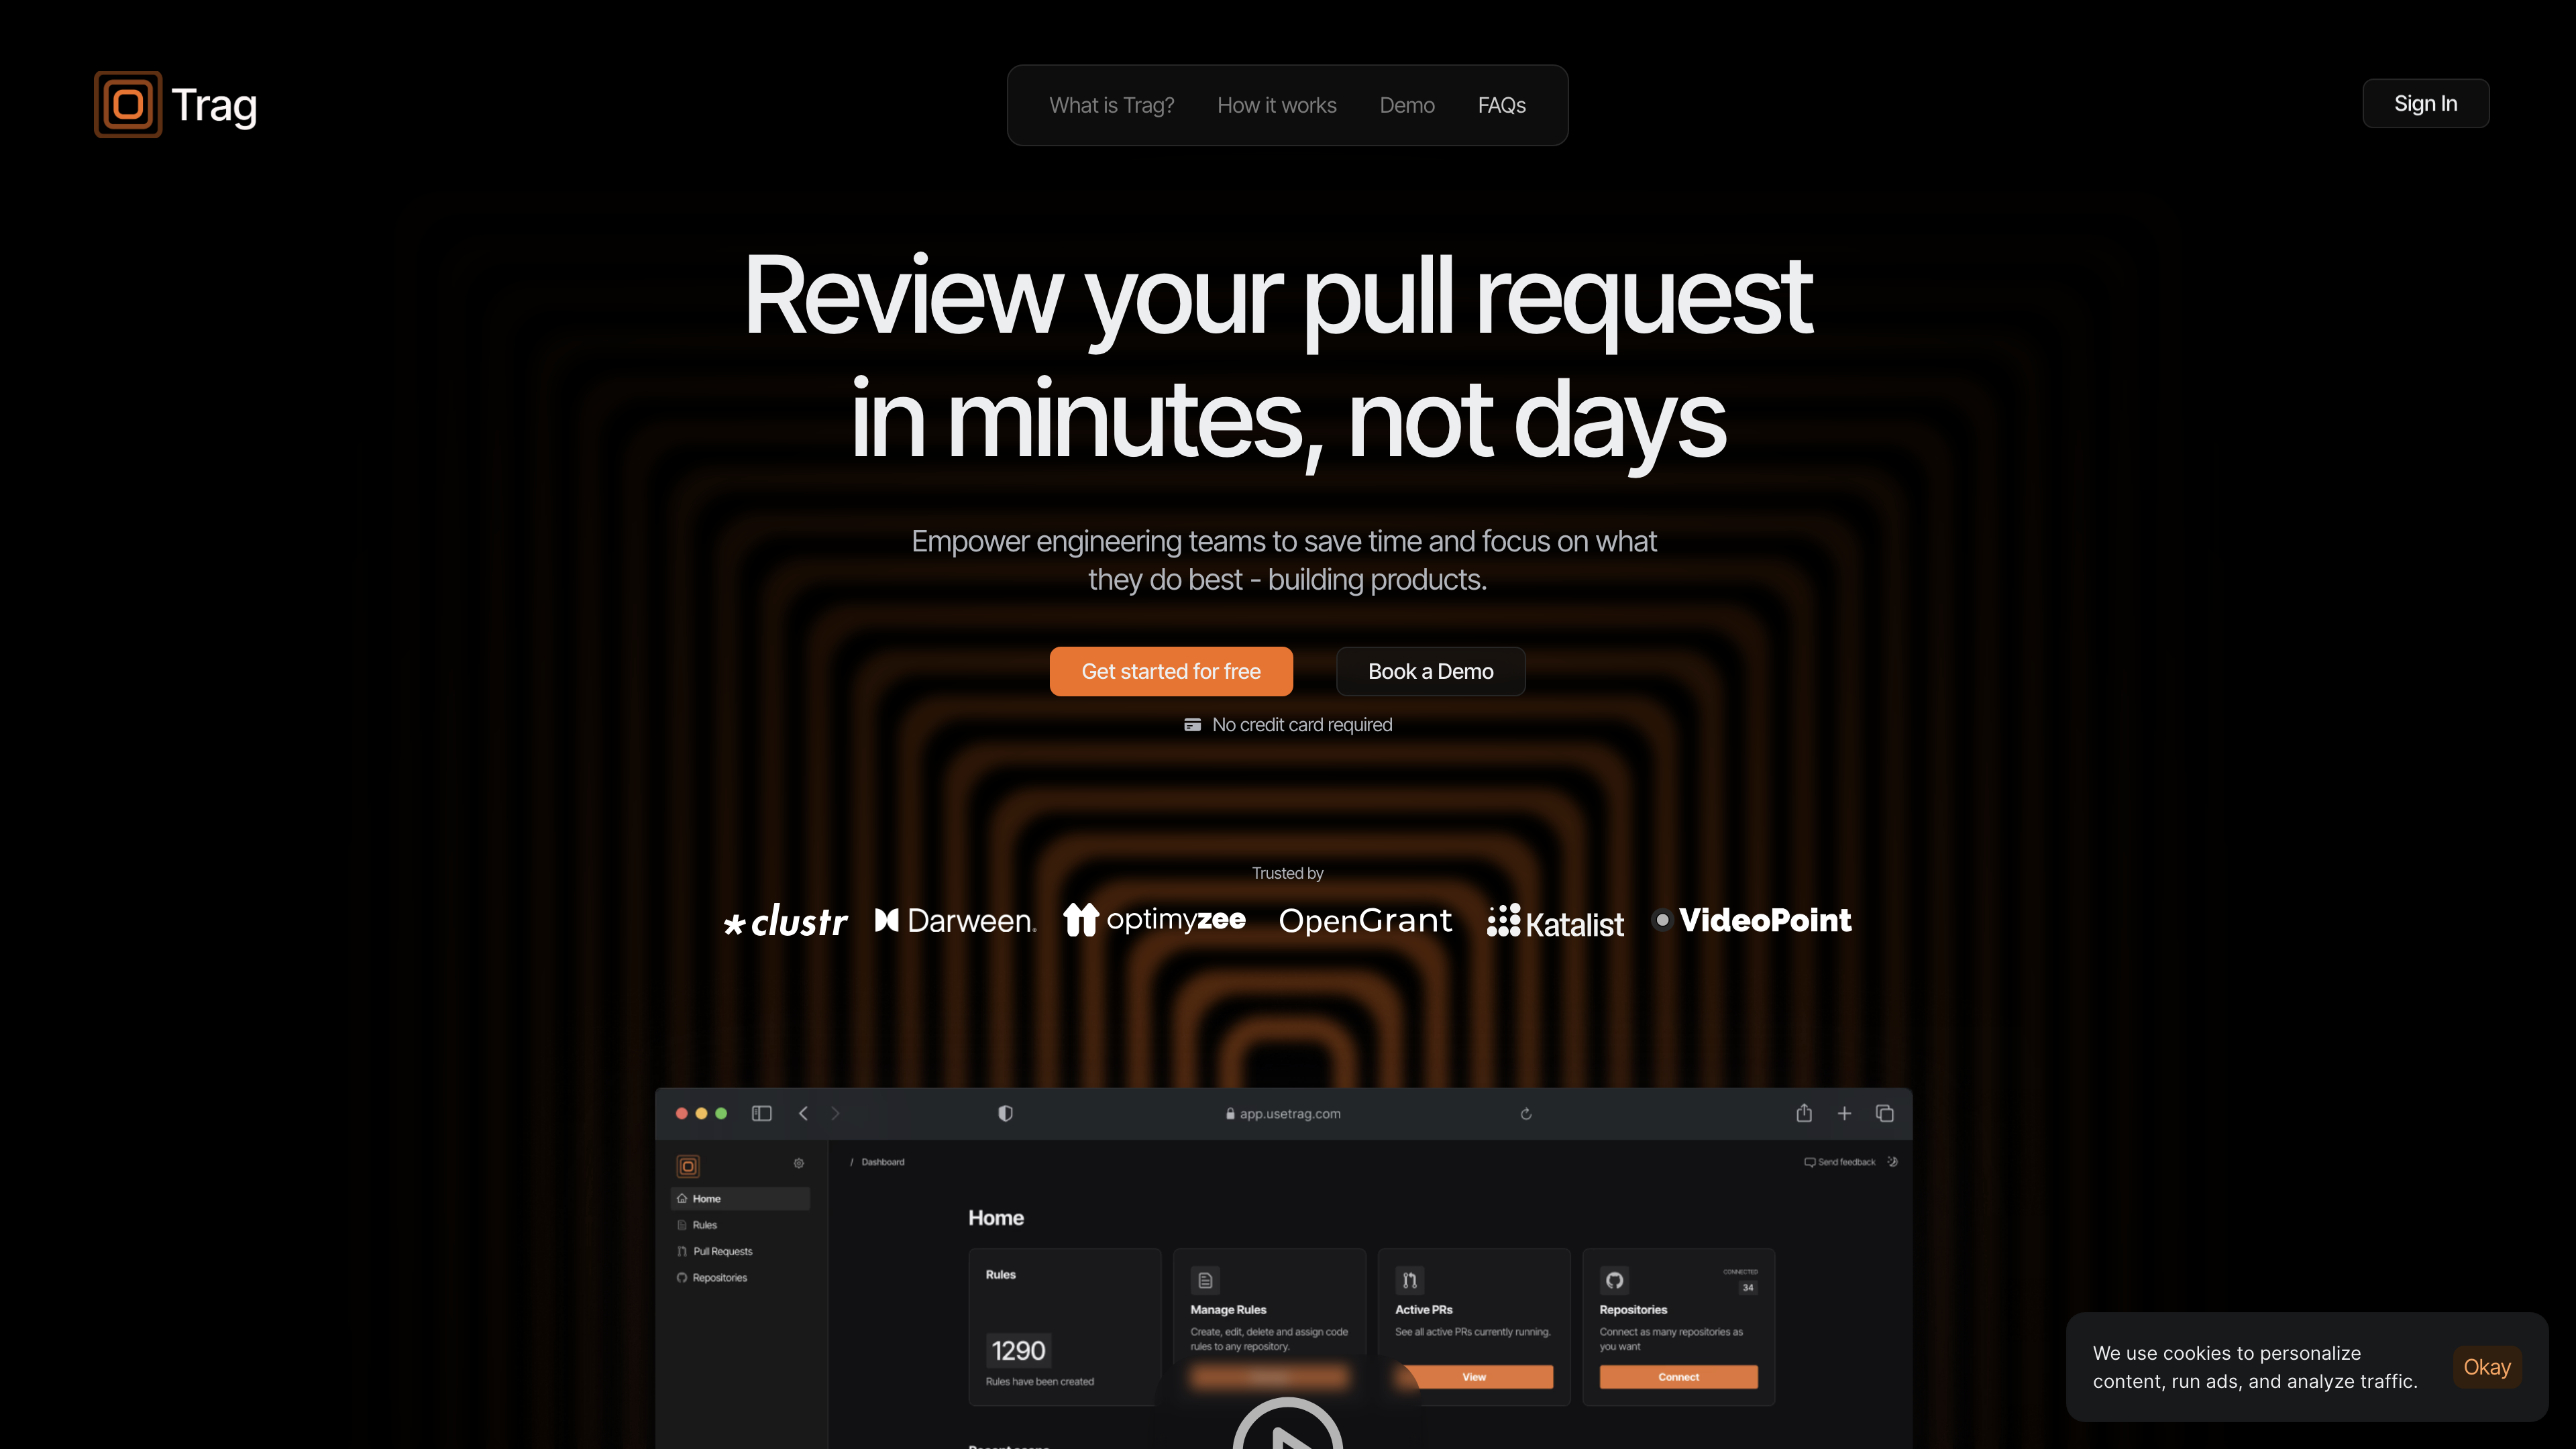 Trag
What is Trag? How it works Demo FAQs
Sign In
Review your pull request
in minutes, not days
Empower engineering teams to save time and focus on what
they do best - building products.
Get started for free
Book a Demo
No credit card required
Trusted by
clustr Darween. optimyzee OpenGrant Katalist VideoPoint
app.usetrag.com
/ Dashboard
Send feedback
Home
Rules
Pull Requests
Repositories
Home
Rules
1290
Rules have been created
Manage Rules
Create, edit, delete and assign code
rules to any repository.
Active PRs
See all active PRs currently running.
View
CONNECTED
34
Repositories
Connect as many repositories as
you want
Connect
We use cookies to personalize
content, run ads, and analyze traffic.
Okay